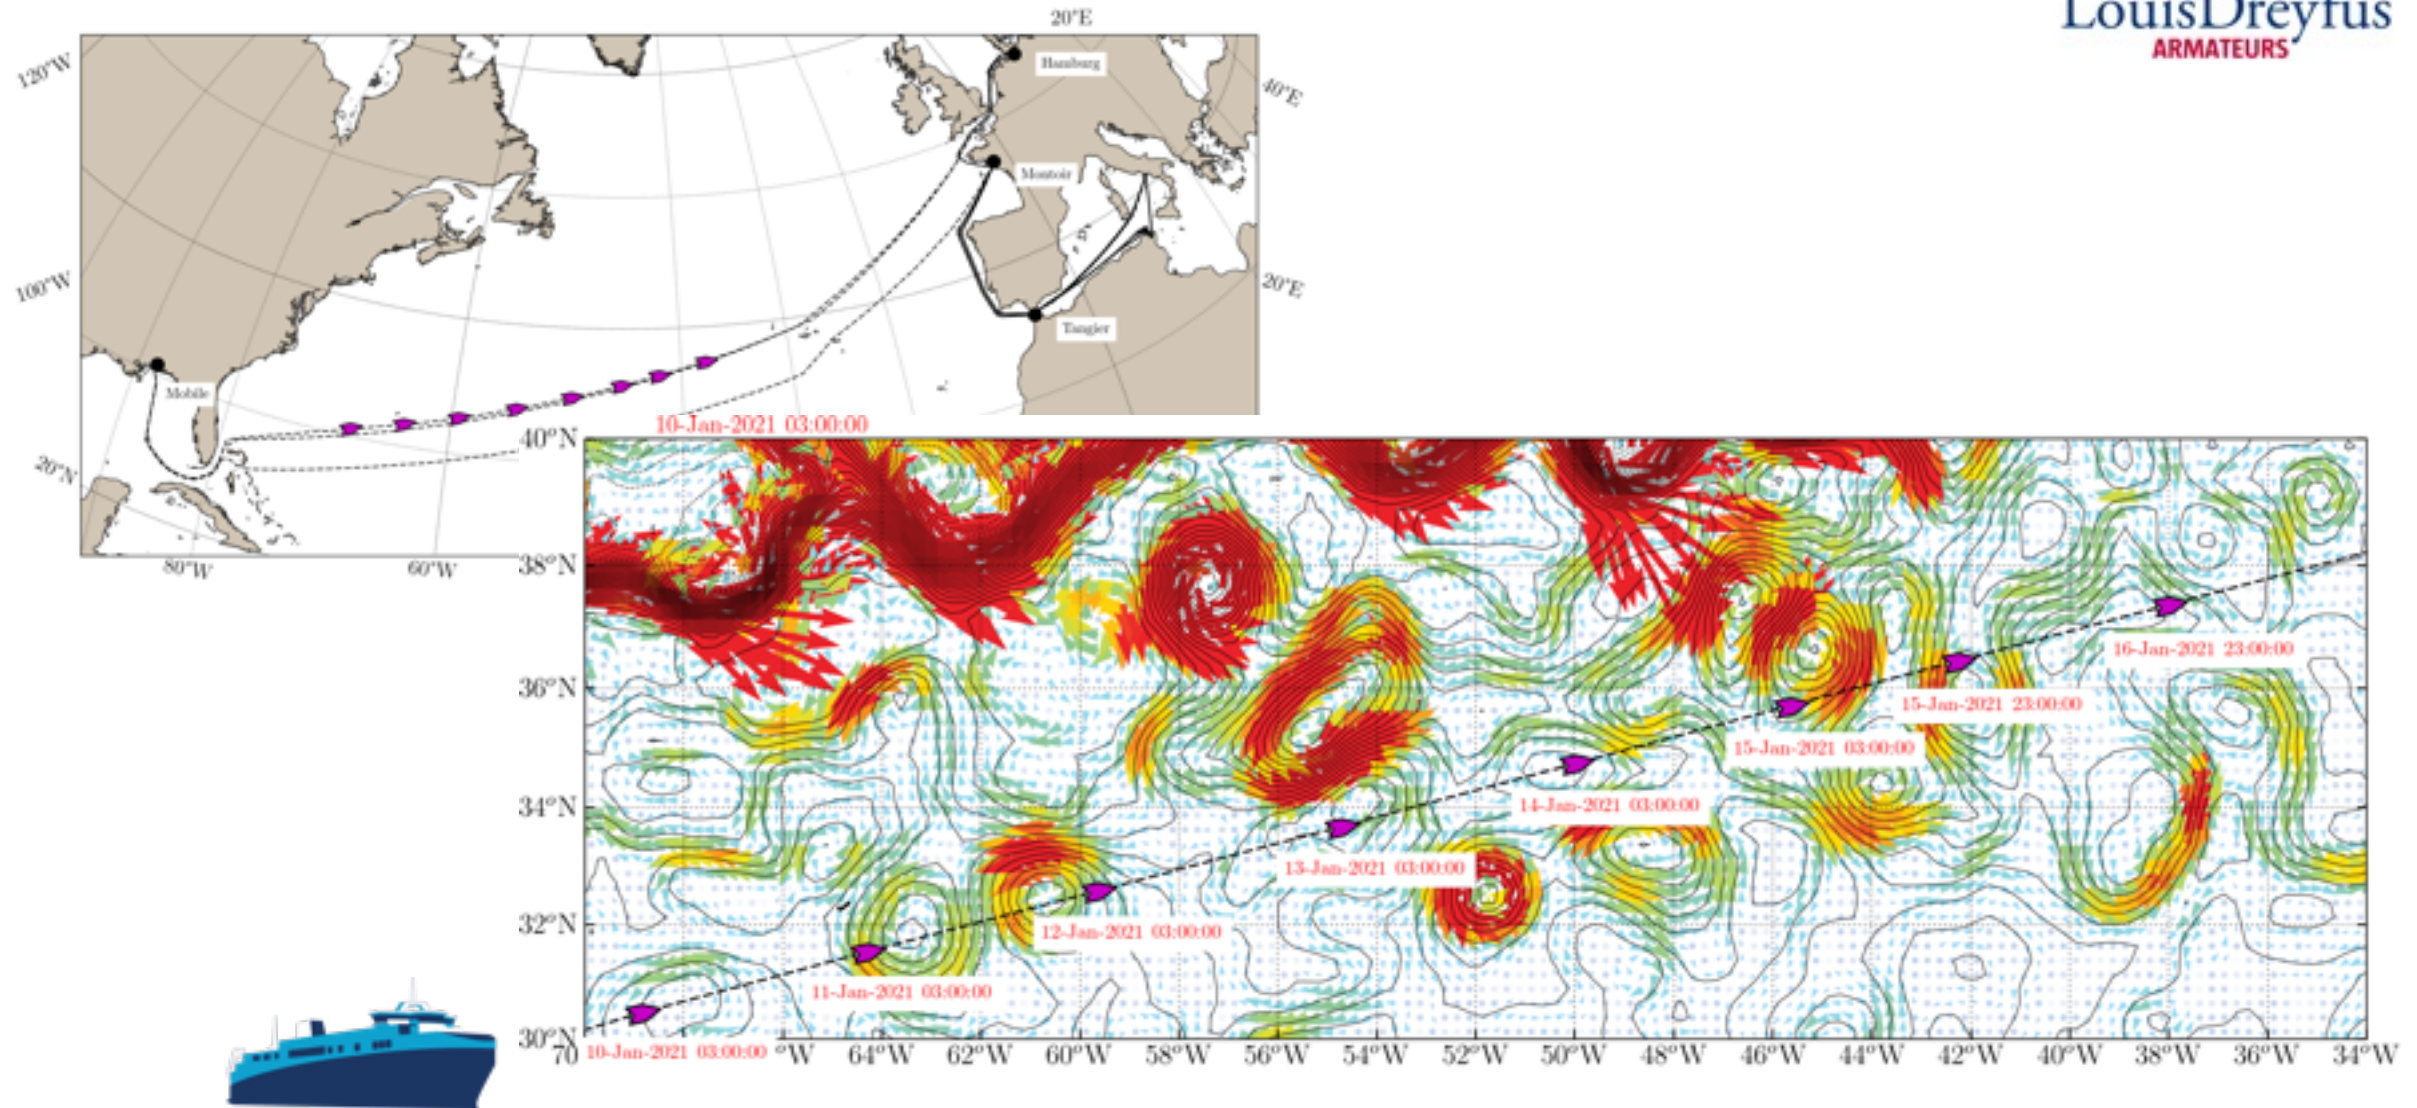 LouisDreyfus
ARMATEURS
20°E
120°W
Hamburg
40°E
Montoir
100°W
20°E
Tangier
Mobile
20°N
80°W
60°W
10-Jan-2021 03:00:00
40°N
38°N
36°N
34°N
32°N
30°N
16-Jan-2021 23:00:00
15-Jan-2021 23:00:00
15-Jan-2021 03:00:00
14-Jan-2021 03:00:00
13-Jan-2021 03:00:00
12-Jan-2021 03:00:00
11-Jan-2021 03:00:00
10-Jan-2021 03:00:00
70 °W 64°W 62°W 60°W 58°W 56°W 54°W 52°W 50°W 48°W 46°W 44°W 42°W 40°W 38°W 36°W 34°W